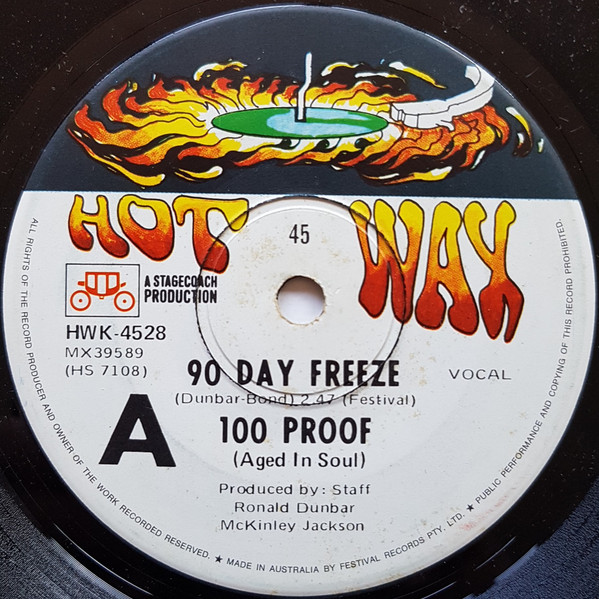 HOT WAX
45
A STAGECOACH
PRODUCTION
HWK-4528
MX39589
(HS 7108)
90 DAY FREEZE
VOCAL
(Dunbar-Bond) 2.47 (Festival)
A
100 PROOF
(Aged In Soul)
Produced by: Staff
Ronald Dunbar
McKinley Jackson
ALL RIGHTS OF THE RECORD PRODUCER AND OWNER OF THE WORK RECORDED RESERVED. ★ MADE IN AUSTRALIA BY FESTIVAL RECORDS PTY. LTD. ★ PUBLIC PERFORMANCE AND COPYING OF THIS RECORD PROHIBITED.